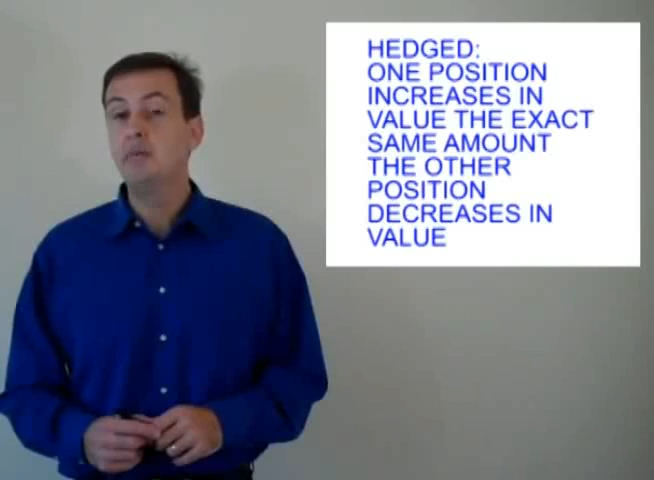 HEDGED:
ONE POSITION
INCREASES IN
VALUE THE EXACT
SAME AMOUNT
THE OTHER
POSITION
DECREASES IN
VALUE